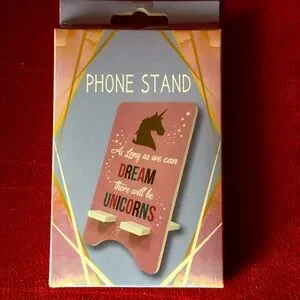 PHONE STAND
As Long as we can
DREAM
there will be
UNICORNS